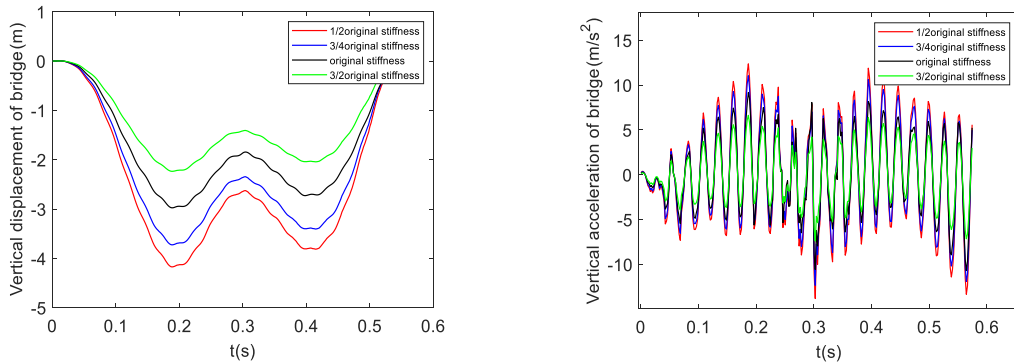 1
0
-1
-2
-3
-4
-5
0
0.1
0.2
0.3
0.4
0.5
0.6
t(s)
Vertical displacement of bridge(m)
1/2original stiffness
3/4original stiffness
original stiffness
3/2original stiffness
15
10
5
0
-5
-10
0
0.1
0.2
0.3
0.4
0.5
0.6
t(s)
Vertical acceleration of bridge(m/s²)
1/2original stiffness
3/4original stiffness
original stiffness
3/2original stiffness